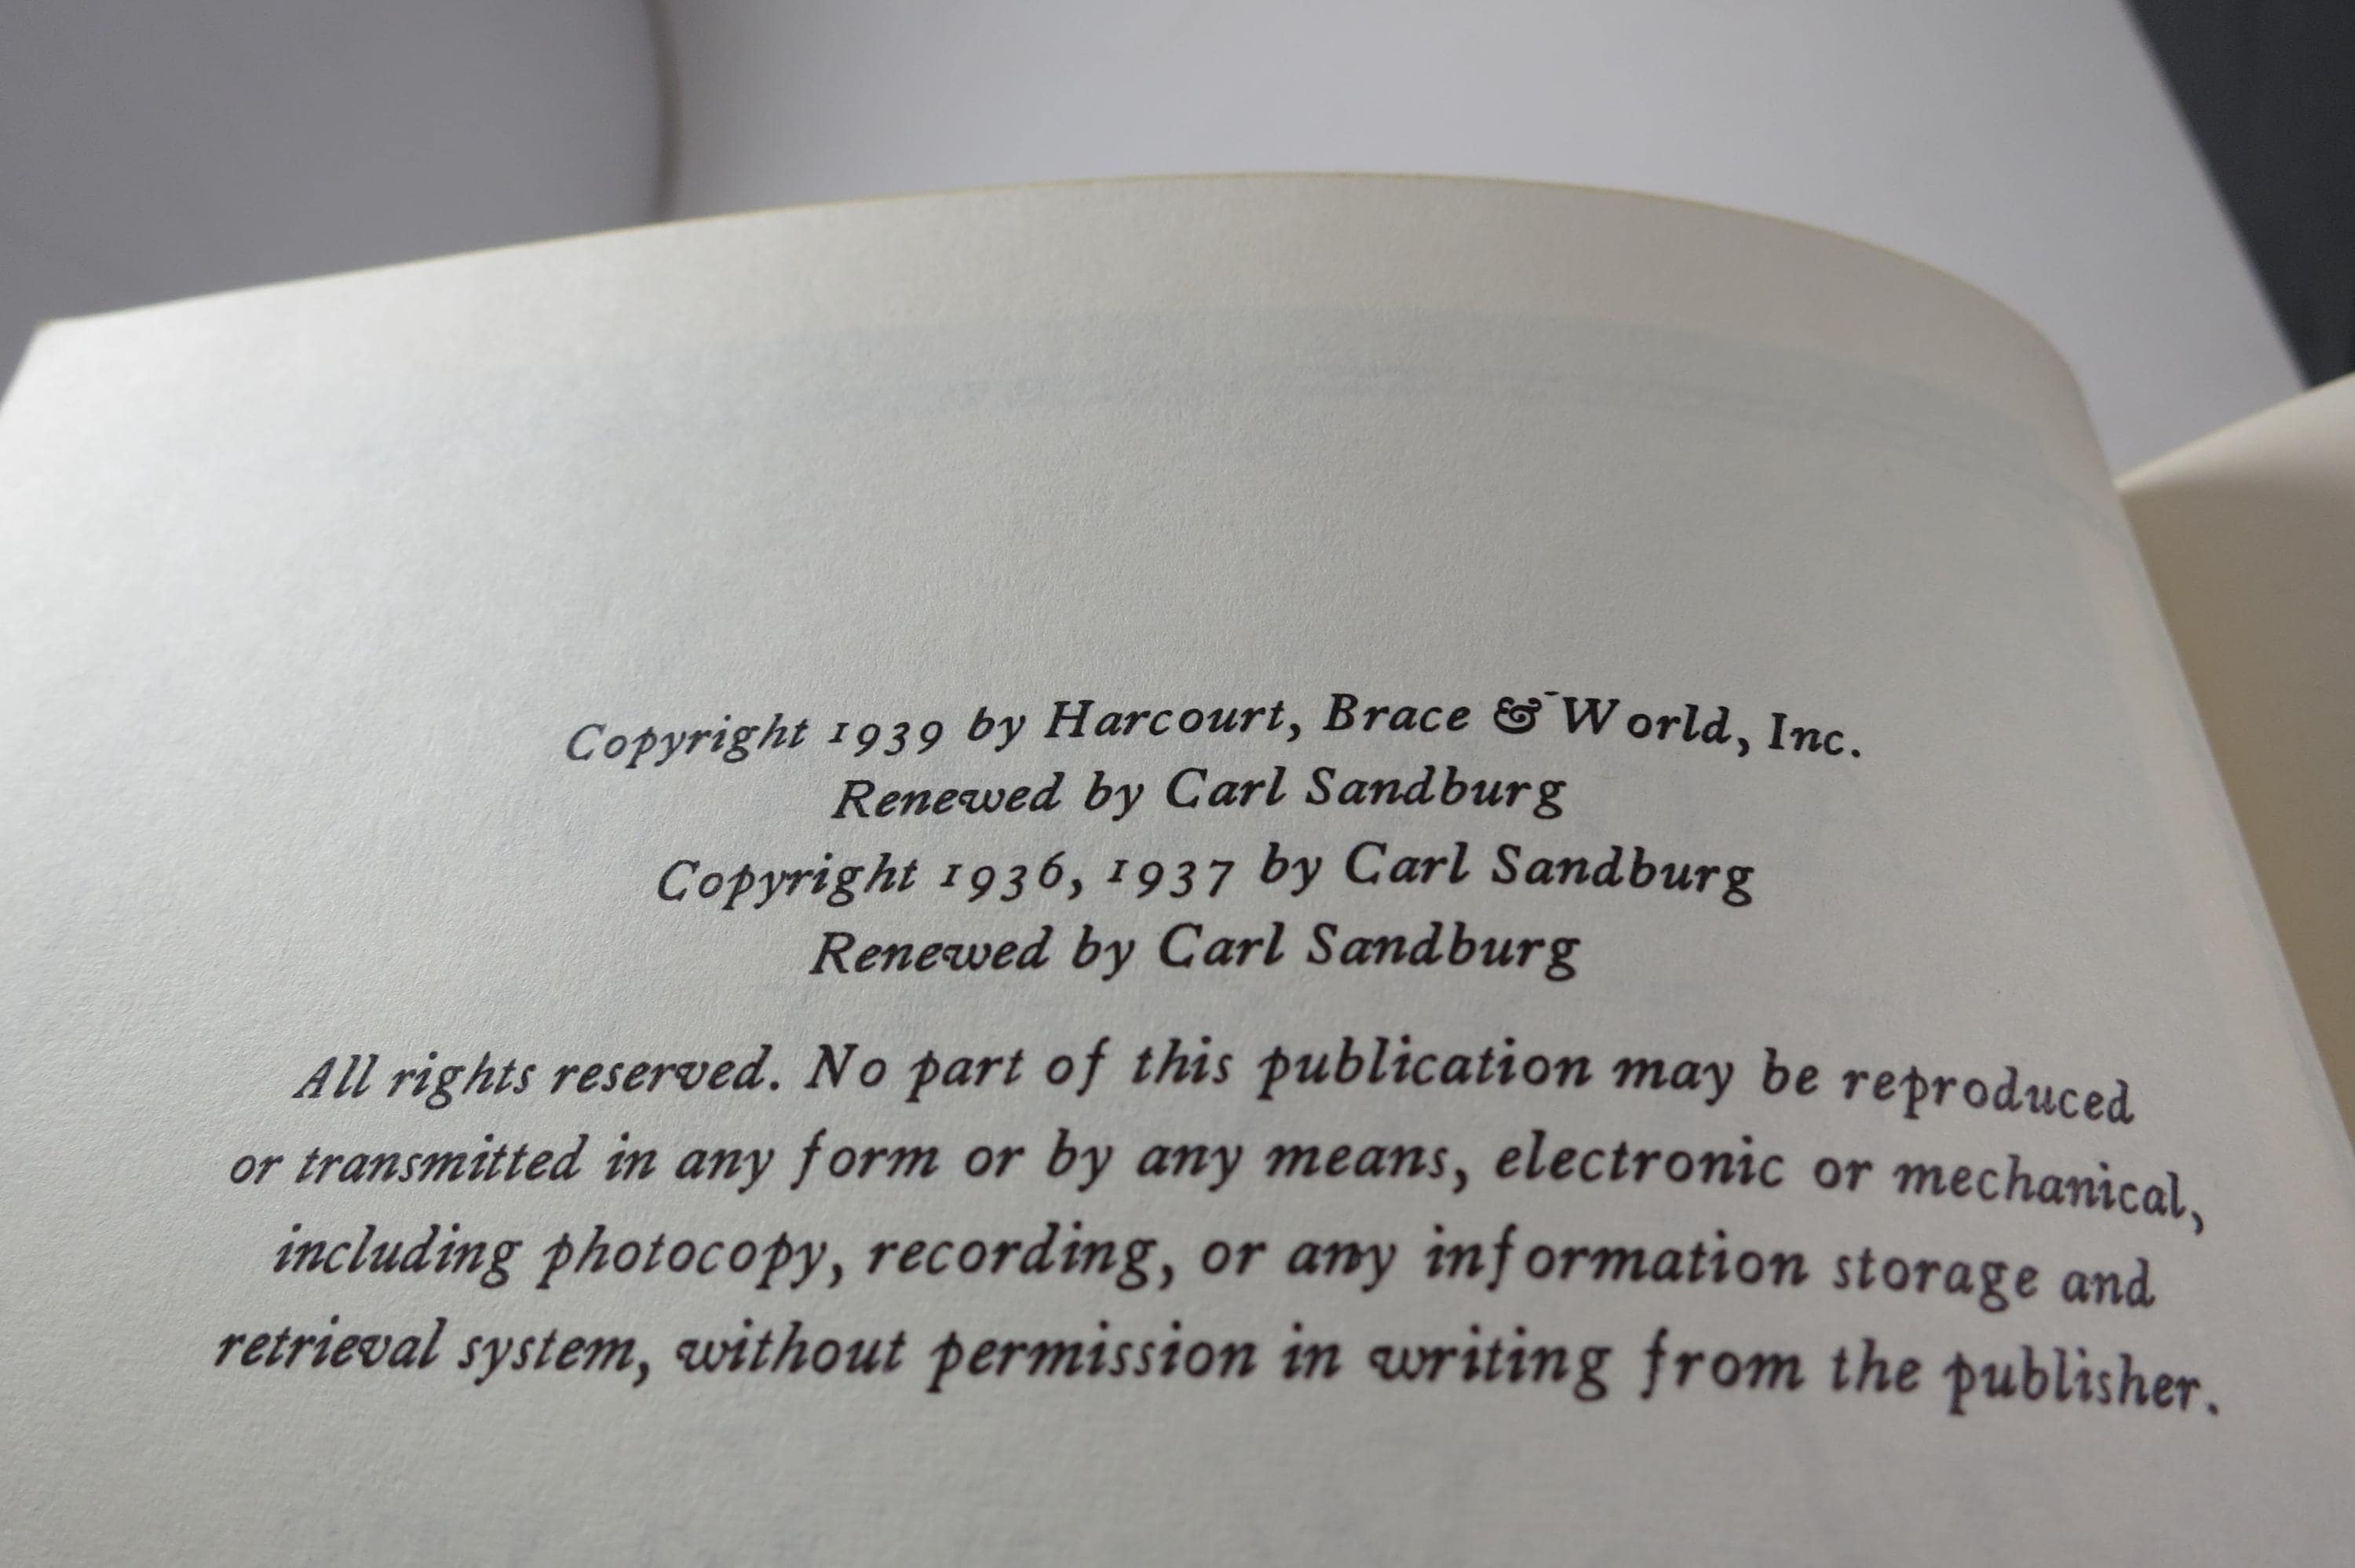 Copyright 1939 by Harcourt, Brace & World, Inc.
Renewed by Carl Sandburg
Copyright 1936, 1937 by Carl Sandburg
Renewed by Carl Sandburg
All rights reserved. No part of this publication may be reproduced
or transmitted in any form or by any means, electronic or mechanical,
including photocopy, recording, or any information storage and
retrieval system, without permission in writing from the publisher.